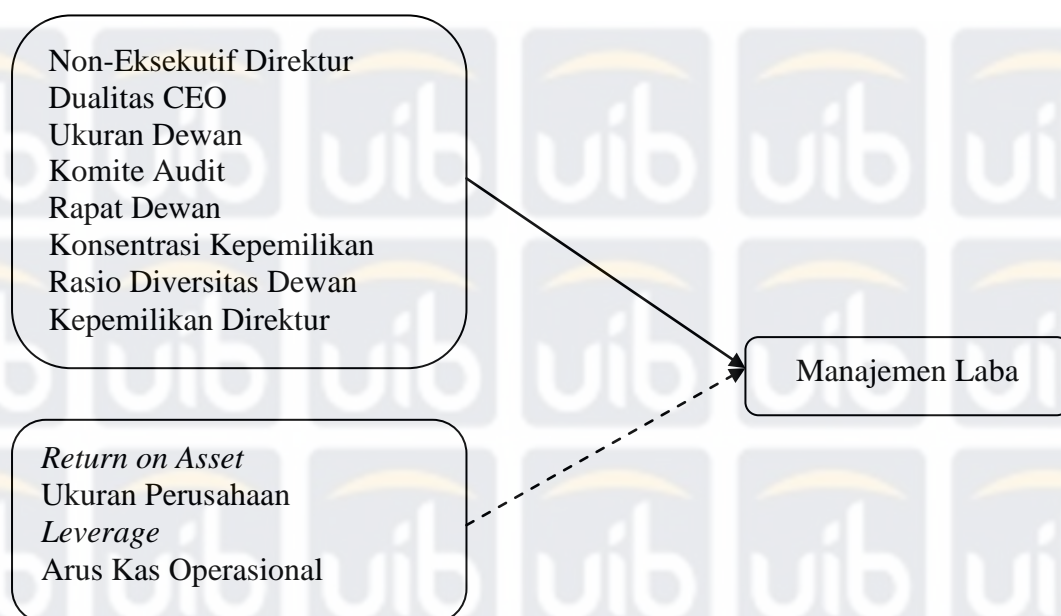 Non-Eksekutif Direktur
Dualitas CEO
Ukuran Dewan
Komite Audit
Rapat Dewan
Konsentrasi Kepemilikan
Rasio Diversitas Dewan
Kepemilikan Direktur
Manajemen Laba
Return on Asset
Ukuran Perusahaan
Leverage
Arus Kas Operasional
uib